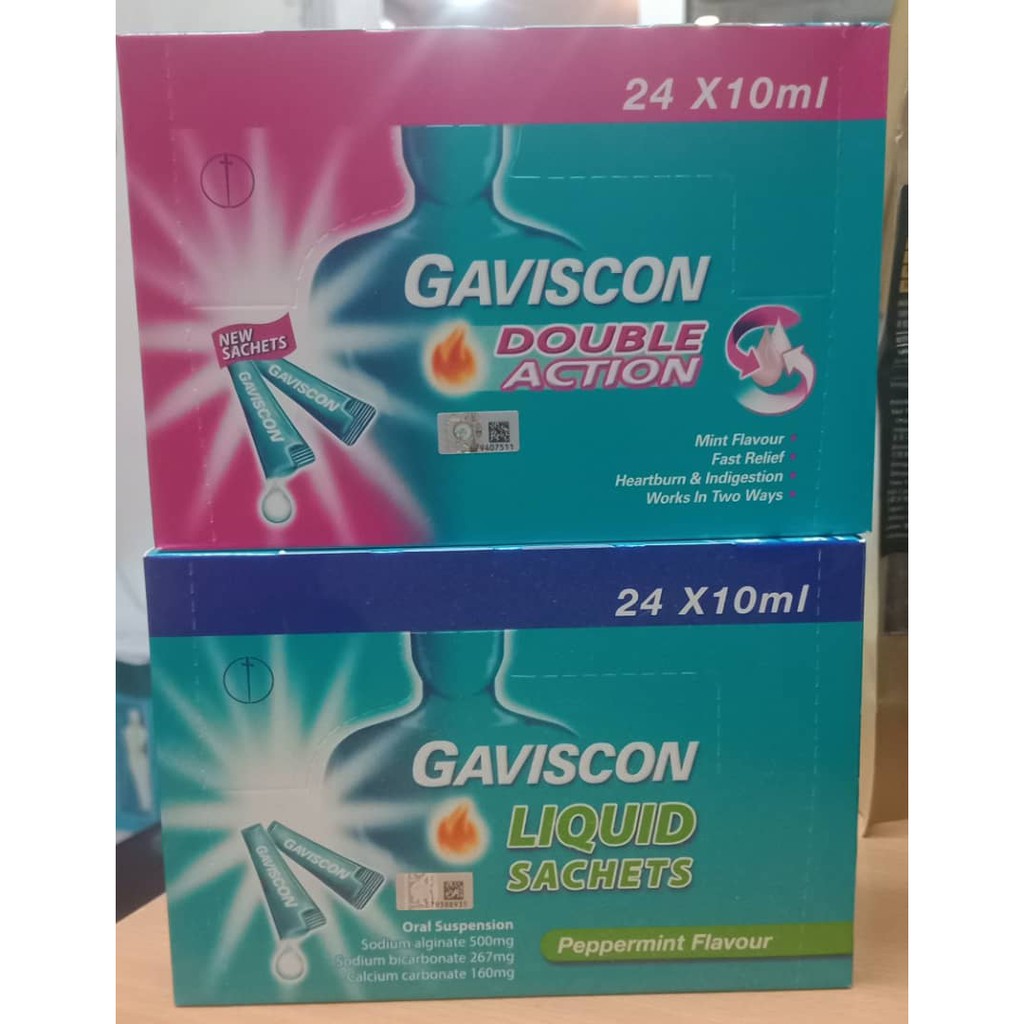 24 X10ml
GAVISCON
DOUBLE
ACTION
NEW
SACHETS
GAVISCON
GAVISCON
Mint Flavour
Fast Relief
Heartburn & Indigestion
Works In Two Ways
24 X10ml
GAVISCON
LIQUID
SACHETS
GAVISCON
GAVISCON
Oral Suspension
Sodium alginate 500mg
Sodium bicarbonate 267mg
Calcium carbonate 160mg
Peppermint Flavour